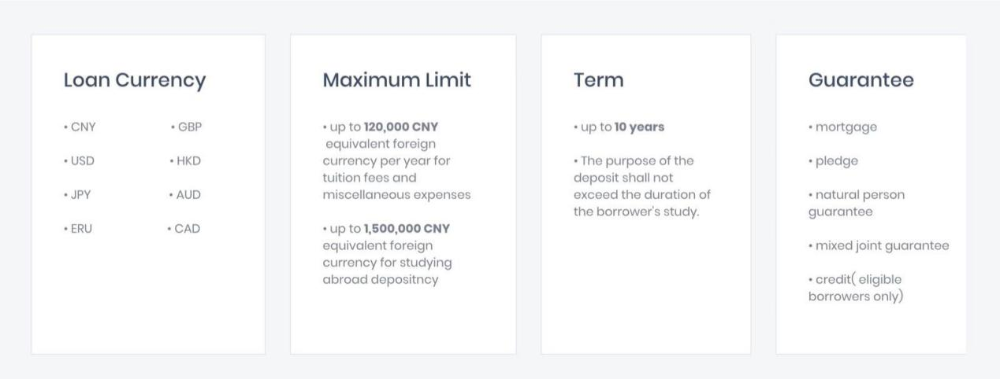 Loan Currency
• CNY
• GBP
• USD
• HKD
• JPY
• AUD
• ERU
• CAD
Maximum Limit
• up to 120,000 CNY
equivalent foreign
currency per year for
tuition fees and
miscellaneous expenses
• up to 1,500,000 CNY
equivalent foreign
currency for studying
abroad depositncy
Term
• up to 10 years
• The purpose of the
deposit shall not
exceed the duration of
the borrower's study.
Guarantee
• mortgage
• pledge
• natural person
guarantee
• mixed joint guarantee
• credit( eligible
borrowers only)